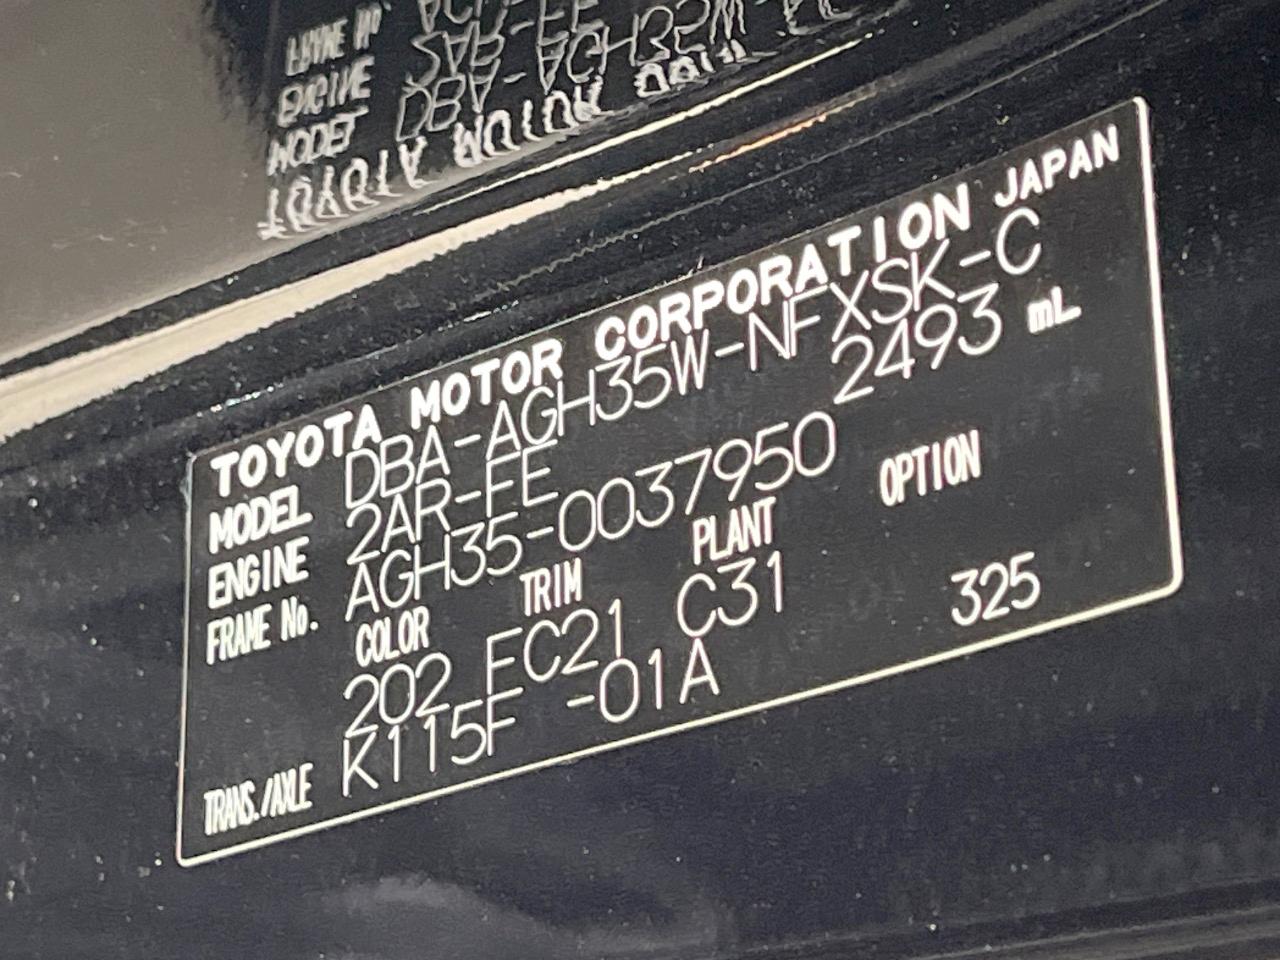 TOYOTA MOTOR CORPORATION JAPAN
MODEL DBA-AGH35W-NFXSK-C
ENGINE 2AR-FE 2493 mL
FRAME No. AGH35-0037950
COLOR TRIM PLANT OPTION
202 FC21 C31 325
TRANS./AXLE K115F -01A